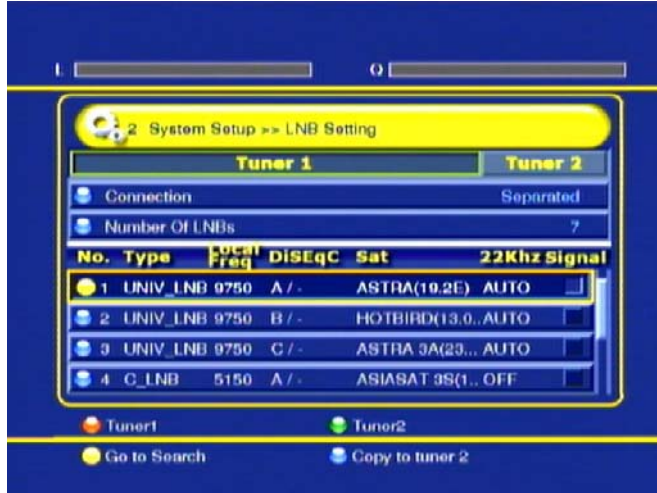 L
Q
2 System Setup >> LNB Setting
Tuner 1 Tuner 2
Connection Separated
Number Of LNBs 7
No. Type Local Freq DiSEqC Sat 22Khz Signal
1 UNIV_LNB 9750 A / - ASTRA(19.2E) AUTO
2 UNIV_LNB 9750 B / - HOTBIRD(13.0.. AUTO
3 UNIV_LNB 9750 C / - ASTRA 3A(23... AUTO
4 C_LNB 5150 A / - ASIASAT 3S(1.. OFF
Tuner1 Tuner2
Go to Search Copy to tuner 2